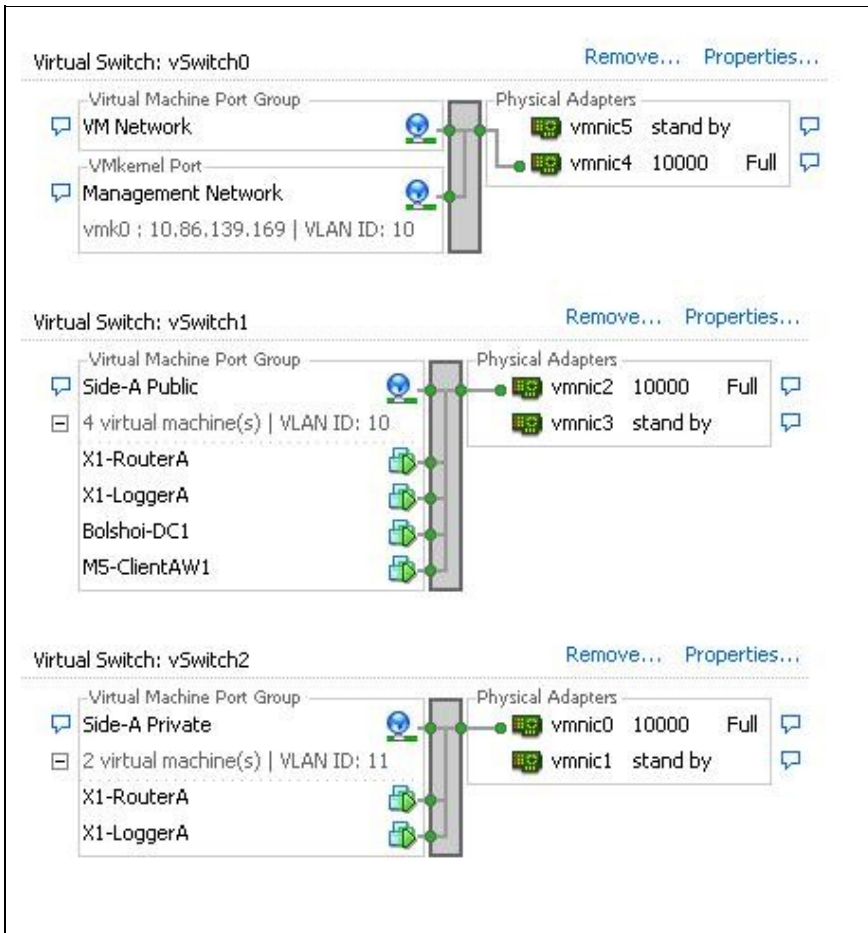 Virtual Switch: vSwitch0 Remove... Properties...
Virtual Machine Port Group Physical Adapters
VM Network vmnic5 stand by
vmnic4 10000 Full
VMkernel Port
Management Network
vmk0 : 10.86.139.169 | VLAN ID: 10
Virtual Switch: vSwitch1 Remove... Properties...
Virtual Machine Port Group Physical Adapters
Side-A Public vmnic2 10000 Full
4 virtual machine(s) | VLAN ID: 10 vmnic3 stand by
X1-RouterA
X1-LoggerA
Bolshoi-DC1
M5-ClientAW1
Virtual Switch: vSwitch2 Remove... Properties...
Virtual Machine Port Group Physical Adapters
Side-A Private vmnic0 10000 Full
2 virtual machine(s) | VLAN ID: 11 vmnic1 stand by
X1-RouterA
X1-LoggerA